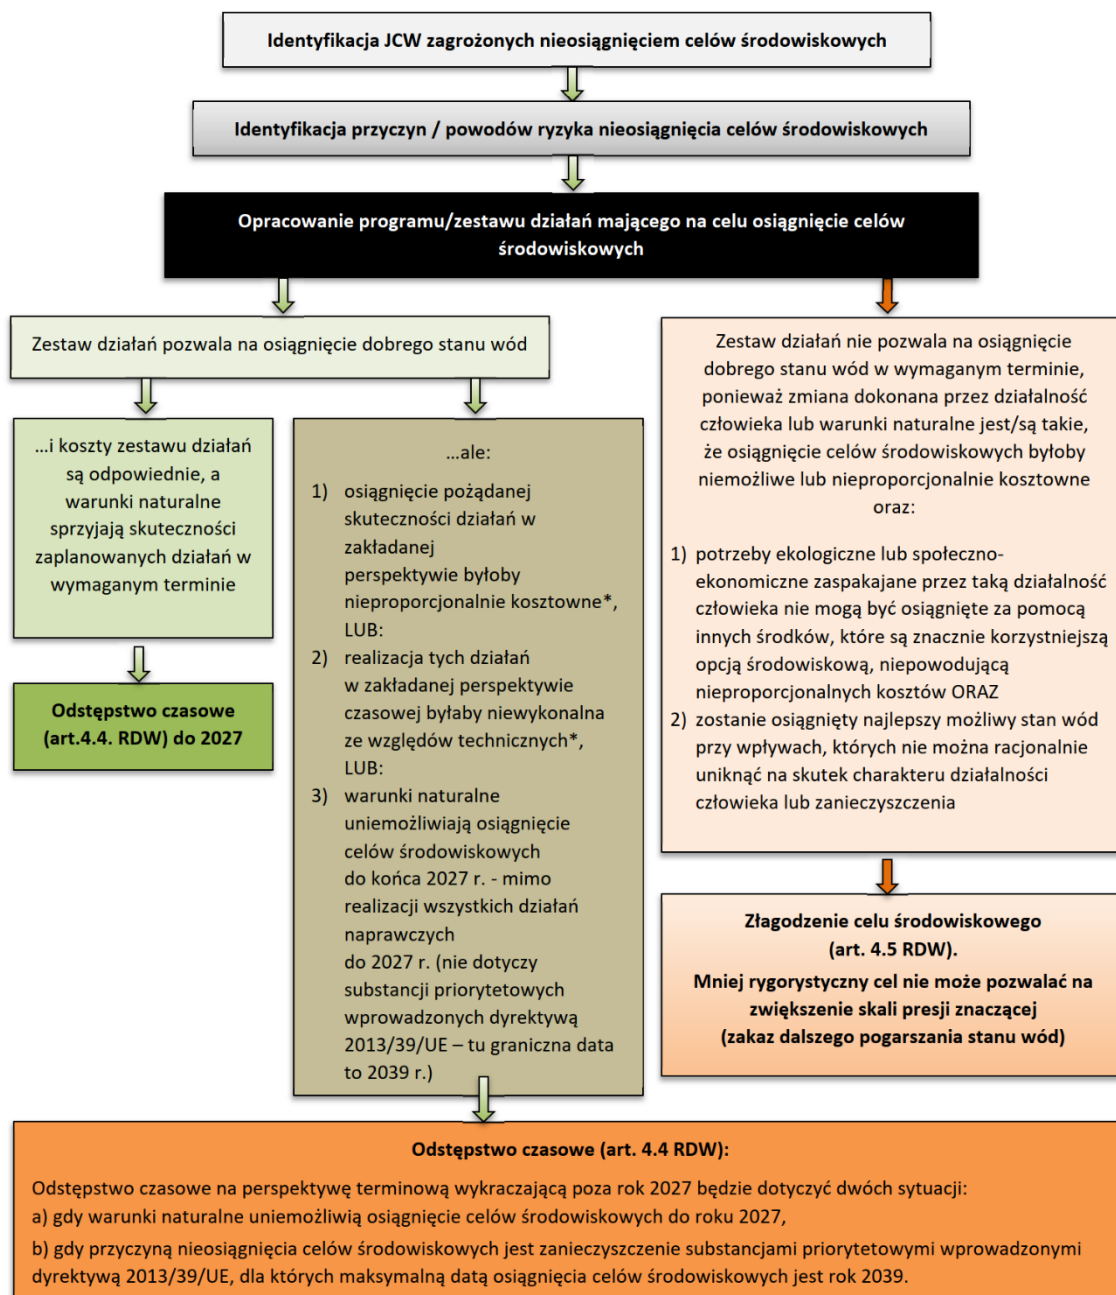 Identyfikacja JCW zagrożonych nieosiągnięciem celów środowiskowych
Identyfikacja przyczyn / powodów ryzyka nieosiągnięcia celów środowiskowych
Opracowanie programu/zestawu działań mającego na celu osiągnięcie celów
środowiskowych
Zestaw działań pozwala na osiągnięcie dobrego stanu wód
...i koszty zestawu działań
są odpowiednie, a
warunki naturalne
sprzyjają skuteczności
zaplanowanych działań w
wymaganym terminie
Odstępstwo czasowe
(art.4.4. RDW) do 2027
...ale:
1) osiągnięcie pożądanej
skuteczności działań w
zakładanej
perspektywie byłoby
nieproporcjonalnie kosztowne*,
LUB:
2) realizacja tych działań
w zakładanej perspektywie
czasowej byłaby niewykonalna
ze względów technicznych*,
LUB:
3) warunki naturalne
uniemożliwiają osiągnięcie
celów środowiskowych
do końca 2027 r. - mimo
realizacji wszystkich działań
naprawczych
do 2027 r. (nie dotyczy
substancji priorytetowych
wprowadzonych dyrektywą
2013/39/UE – tu graniczna data
to 2039 r.)
Zestaw działań nie pozwala na osiągnięcie
dobrego stanu wód w wymaganym terminie,
ponieważ zmiana dokonana przez działalność
człowieka lub warunki naturalne jest/są takie,
że osiągnięcie celów środowiskowych byłoby
niemożliwe lub nieproporcjonalnie kosztowne
oraz:
1) potrzeby ekologiczne lub społeczno-
ekonomiczne zaspakajane przez taką działalność
człowieka nie mogą być osiągnięte za pomocą
innych środków, które są znacznie korzystniejszą
opcją środowiskową, niepowodującą
nieproporcjonalnych kosztów ORAZ
2) zostanie osiągnięty najlepszy możliwy stan wód
przy wpływach, których nie można racjonalnie
uniknąć na skutek charakteru działalności
człowieka lub zanieczyszczenia
Złagodzenie celu środowiskowego
(art. 4.5 RDW).
Mniej rygorystyczny cel nie może pozwalać na
zwiększenie skali presji znaczącej
(zakaz dalszego pogarszania stanu wód)
Odstępstwo czasowe (art. 4.4 RDW):
Odstępstwo czasowe na perspektywę terminową wykraczającą poza rok 2027 będzie dotyczyć dwóch sytuacji:
a) gdy warunki naturalne uniemożliwią osiągnięcie celów środowiskowych do roku 2027,
b) gdy przyczyną nieosiągnięcia celów środowiskowych jest zanieczyszczenie substancjami priorytetowymi wprowadzonymi
dyrektywą 2013/39/UE, dla których maksymalną datą osiągnięcia celów środowiskowych jest rok 2039.